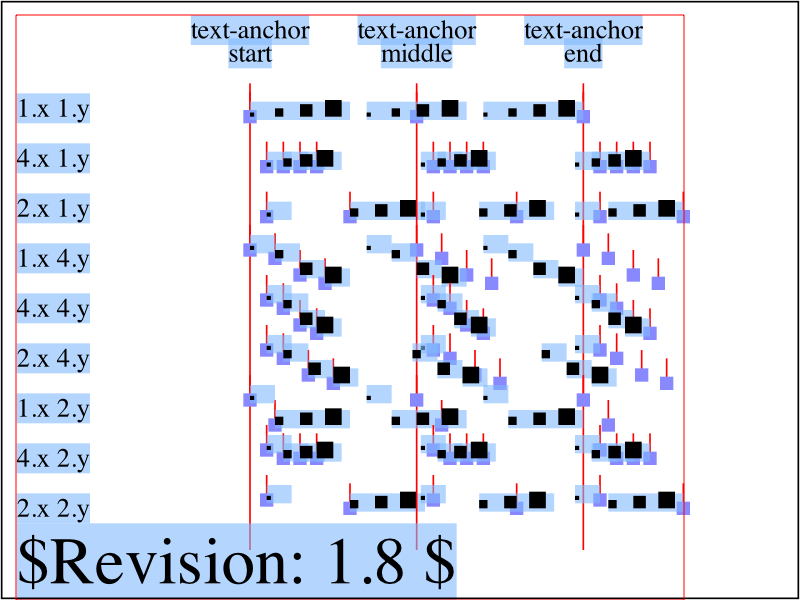 text-anchor text-anchor text-anchor
start middle end
1.x 1.y
4.x 1.y
2.x 1.y
1.x 4.y
4.x 4.y
2.x 4.y
1.x 2.y
4.x 2.y
2.x 2.y
$Revision: 1.8 $